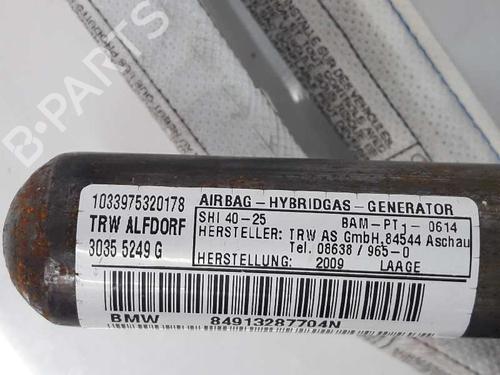 B-PARTS
1033975320178
TRW ALFDORF
3035 5249 G
AIRBAG - HYBRIDGAS - GENERATOR
SHI 40-25 BAM-PT1- 0614
HERSTELLER: TRW AS GmbH.84544 Aschau
Tel. 08638 / 965-0
HERSTELLUNG: 2009 LAAGE
BMW 84913287704N